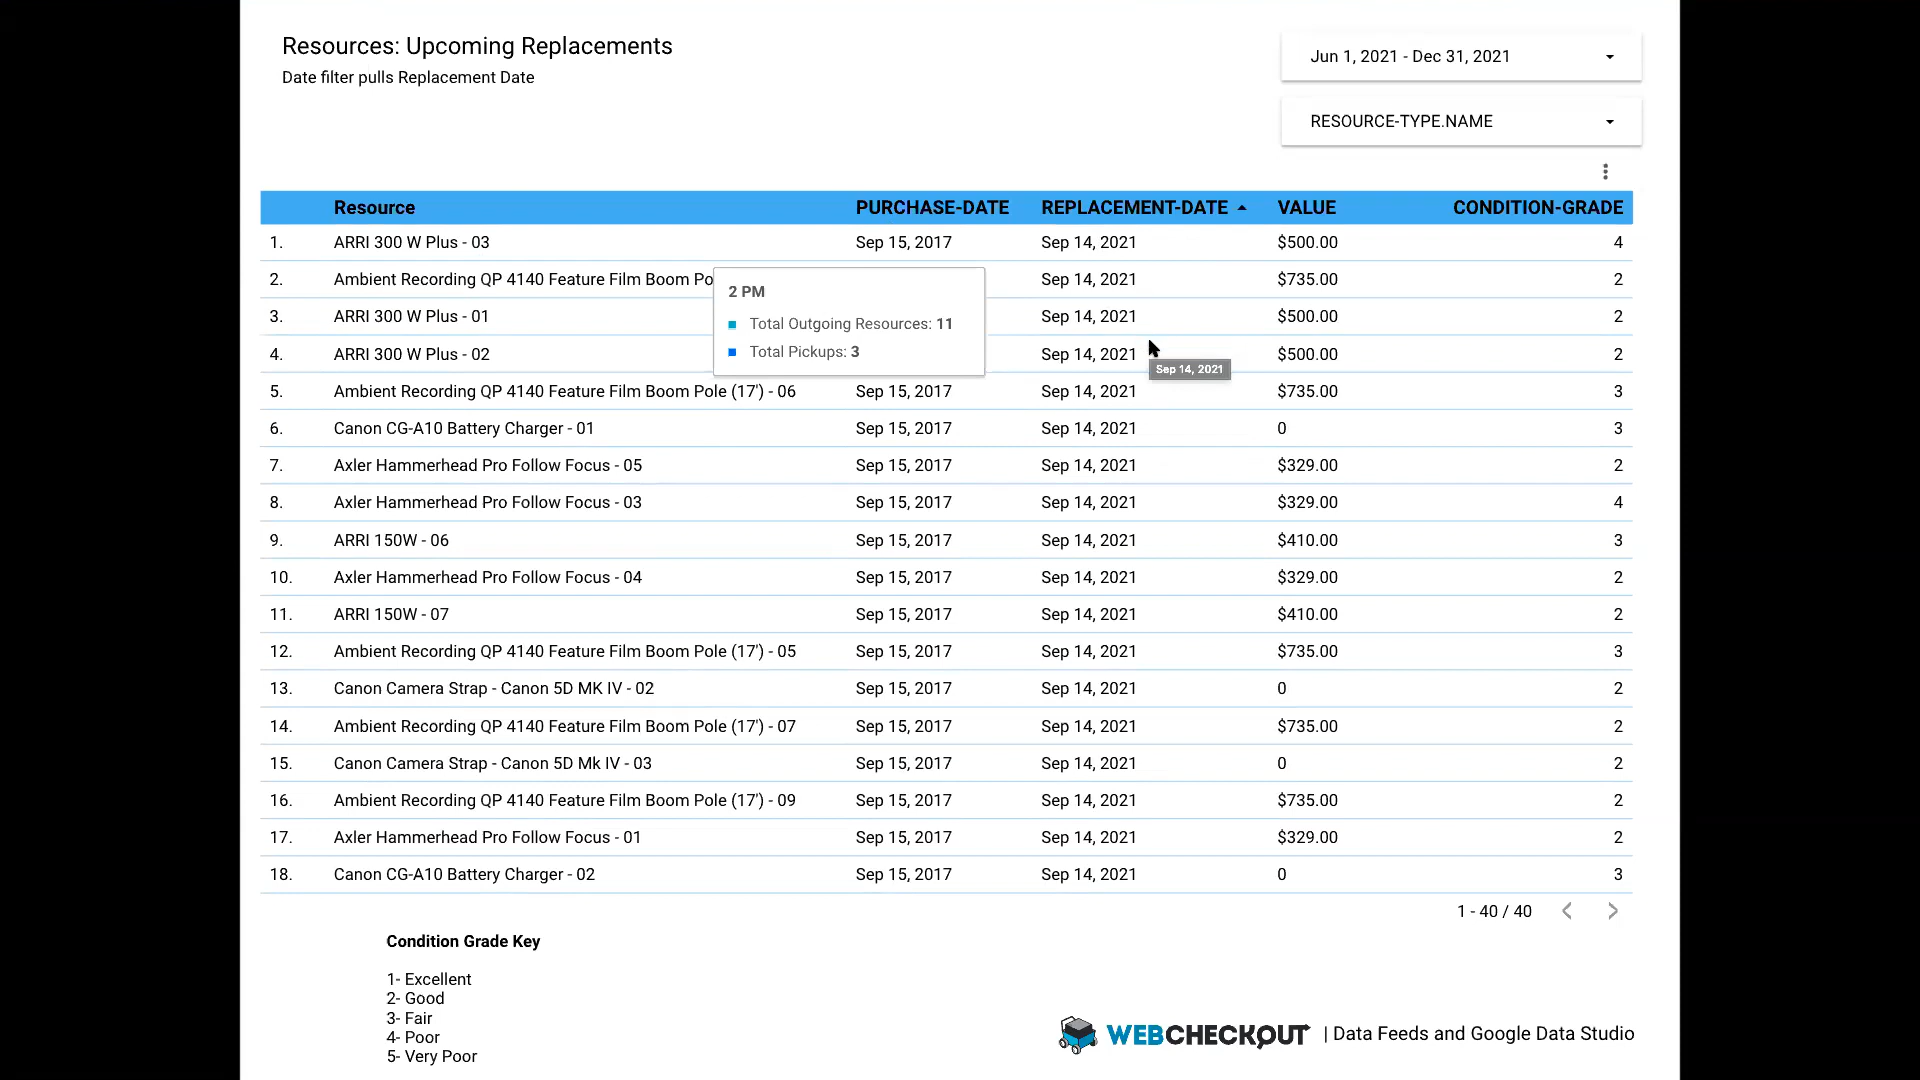 Resources: Upcoming Replacements
Date filter pulls Replacement Date
Jun 1, 2021 - Dec 31, 2021
RESOURCE-TYPE.NAME
Resource PURCHASE-DATE REPLACEMENT-DATE VALUE CONDITION-GRADE
1. ARRI 300 W Plus - 03 Sep 15, 2017 Sep 14, 2021 $500.00 4
2. Ambient Recording QP 4140 Feature Film Boom Po Sep 14, 2021 $735.00 2
3. ARRI 300 W Plus - 01 Sep 14, 2021 $500.00 2
4. ARRI 300 W Plus - 02 Sep 14, 2021 $500.00 2
2 PM
Total Outgoing Resources: 11
Total Pickups: 3
Sep 14, 2021
5. Ambient Recording QP 4140 Feature Film Boom Pole (17') - 06 Sep 15, 2017 Sep 14, 2021 $735.00 3
6. Canon CG-A10 Battery Charger - 01 Sep 15, 2017 Sep 14, 2021 0 3
7. Axler Hammerhead Pro Follow Focus - 05 Sep 15, 2017 Sep 14, 2021 $329.00 2
8. Axler Hammerhead Pro Follow Focus - 03 Sep 15, 2017 Sep 14, 2021 $329.00 4
9. ARRI 150W - 06 Sep 15, 2017 Sep 14, 2021 $410.00 3
10. Axler Hammerhead Pro Follow Focus - 04 Sep 15, 2017 Sep 14, 2021 $329.00 2
11. ARRI 150W - 07 Sep 15, 2017 Sep 14, 2021 $410.00 2
12. Ambient Recording QP 4140 Feature Film Boom Pole (17') - 05 Sep 15, 2017 Sep 14, 2021 $735.00 3
13. Canon Camera Strap - Canon 5D MK IV - 02 Sep 15, 2017 Sep 14, 2021 0 2
14. Ambient Recording QP 4140 Feature Film Boom Pole (17') - 07 Sep 15, 2017 Sep 14, 2021 $735.00 2
15. Canon Camera Strap - Canon 5D Mk IV - 03 Sep 15, 2017 Sep 14, 2021 0 2
16. Ambient Recording QP 4140 Feature Film Boom Pole (17') - 09 Sep 15, 2017 Sep 14, 2021 $735.00 2
17. Axler Hammerhead Pro Follow Focus - 01 Sep 15, 2017 Sep 14, 2021 $329.00 2
18. Canon CG-A10 Battery Charger - 02 Sep 15, 2017 Sep 14, 2021 0 3
1 - 40 / 40
Condition Grade Key
1- Excellent
2- Good
3- Fair
4- Poor
5- Very Poor
WEBCHECKOUT | Data Feeds and Google Data Studio